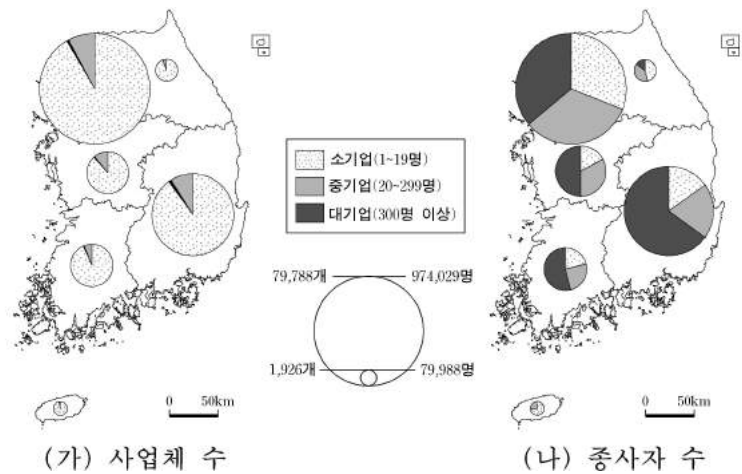 소기업(1~19명)
중기업(20~299명)
대기업(300명 이상)
79,788개 974,029명
1,926개 79,988명
0 50km
0 50km
(가) 사업체 수
(나) 종사자 수